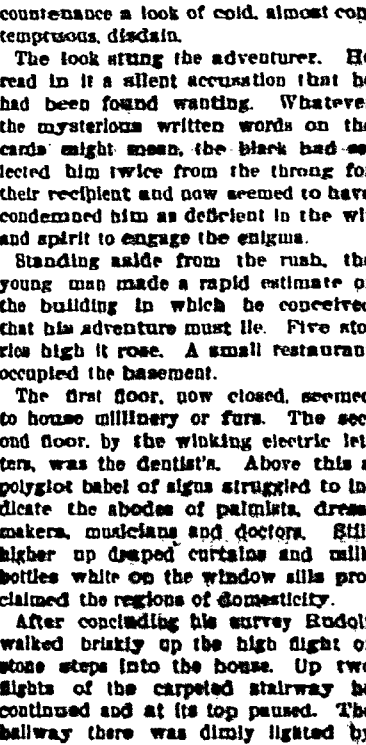 countenance a look of cold, almost con
temptuous, disdain.
The look stung the adventurer. He
read in it a silent accusation that he
had been found wanting. Whateve
the mysterious written words on the
cards might mean, the black had se
lected him twice from the throng fo
their recipient and now seemed to have
condemned him as deficient in the wi
and spirit to engage the enigma.
Standing aside from the rush, the
young man made a rapid estimate o
the building in which he conceived
that his adventure must lie. Five sto
ries high it rose. A small restauran
occupied the basement.
The first floor, now closed, seemed
to house millinery or furs. The sec
ond floor, by the winking electric let
ters, was the dentist's. Above this a
polyglot babel of signs struggled to in
dicate the abodes of palmists, dress
makers, musicians and doctors. Still
higher up draped curtains and milk
bottles white on the window sills pro
claimed the regions of domesticity.
After concluding his survey Rudolf
walked briskly up the high flight of
stone steps into the house. Up two
flights of the carpeted stairway he
continued and at its top paused. The
hallway there was dimly lighted by